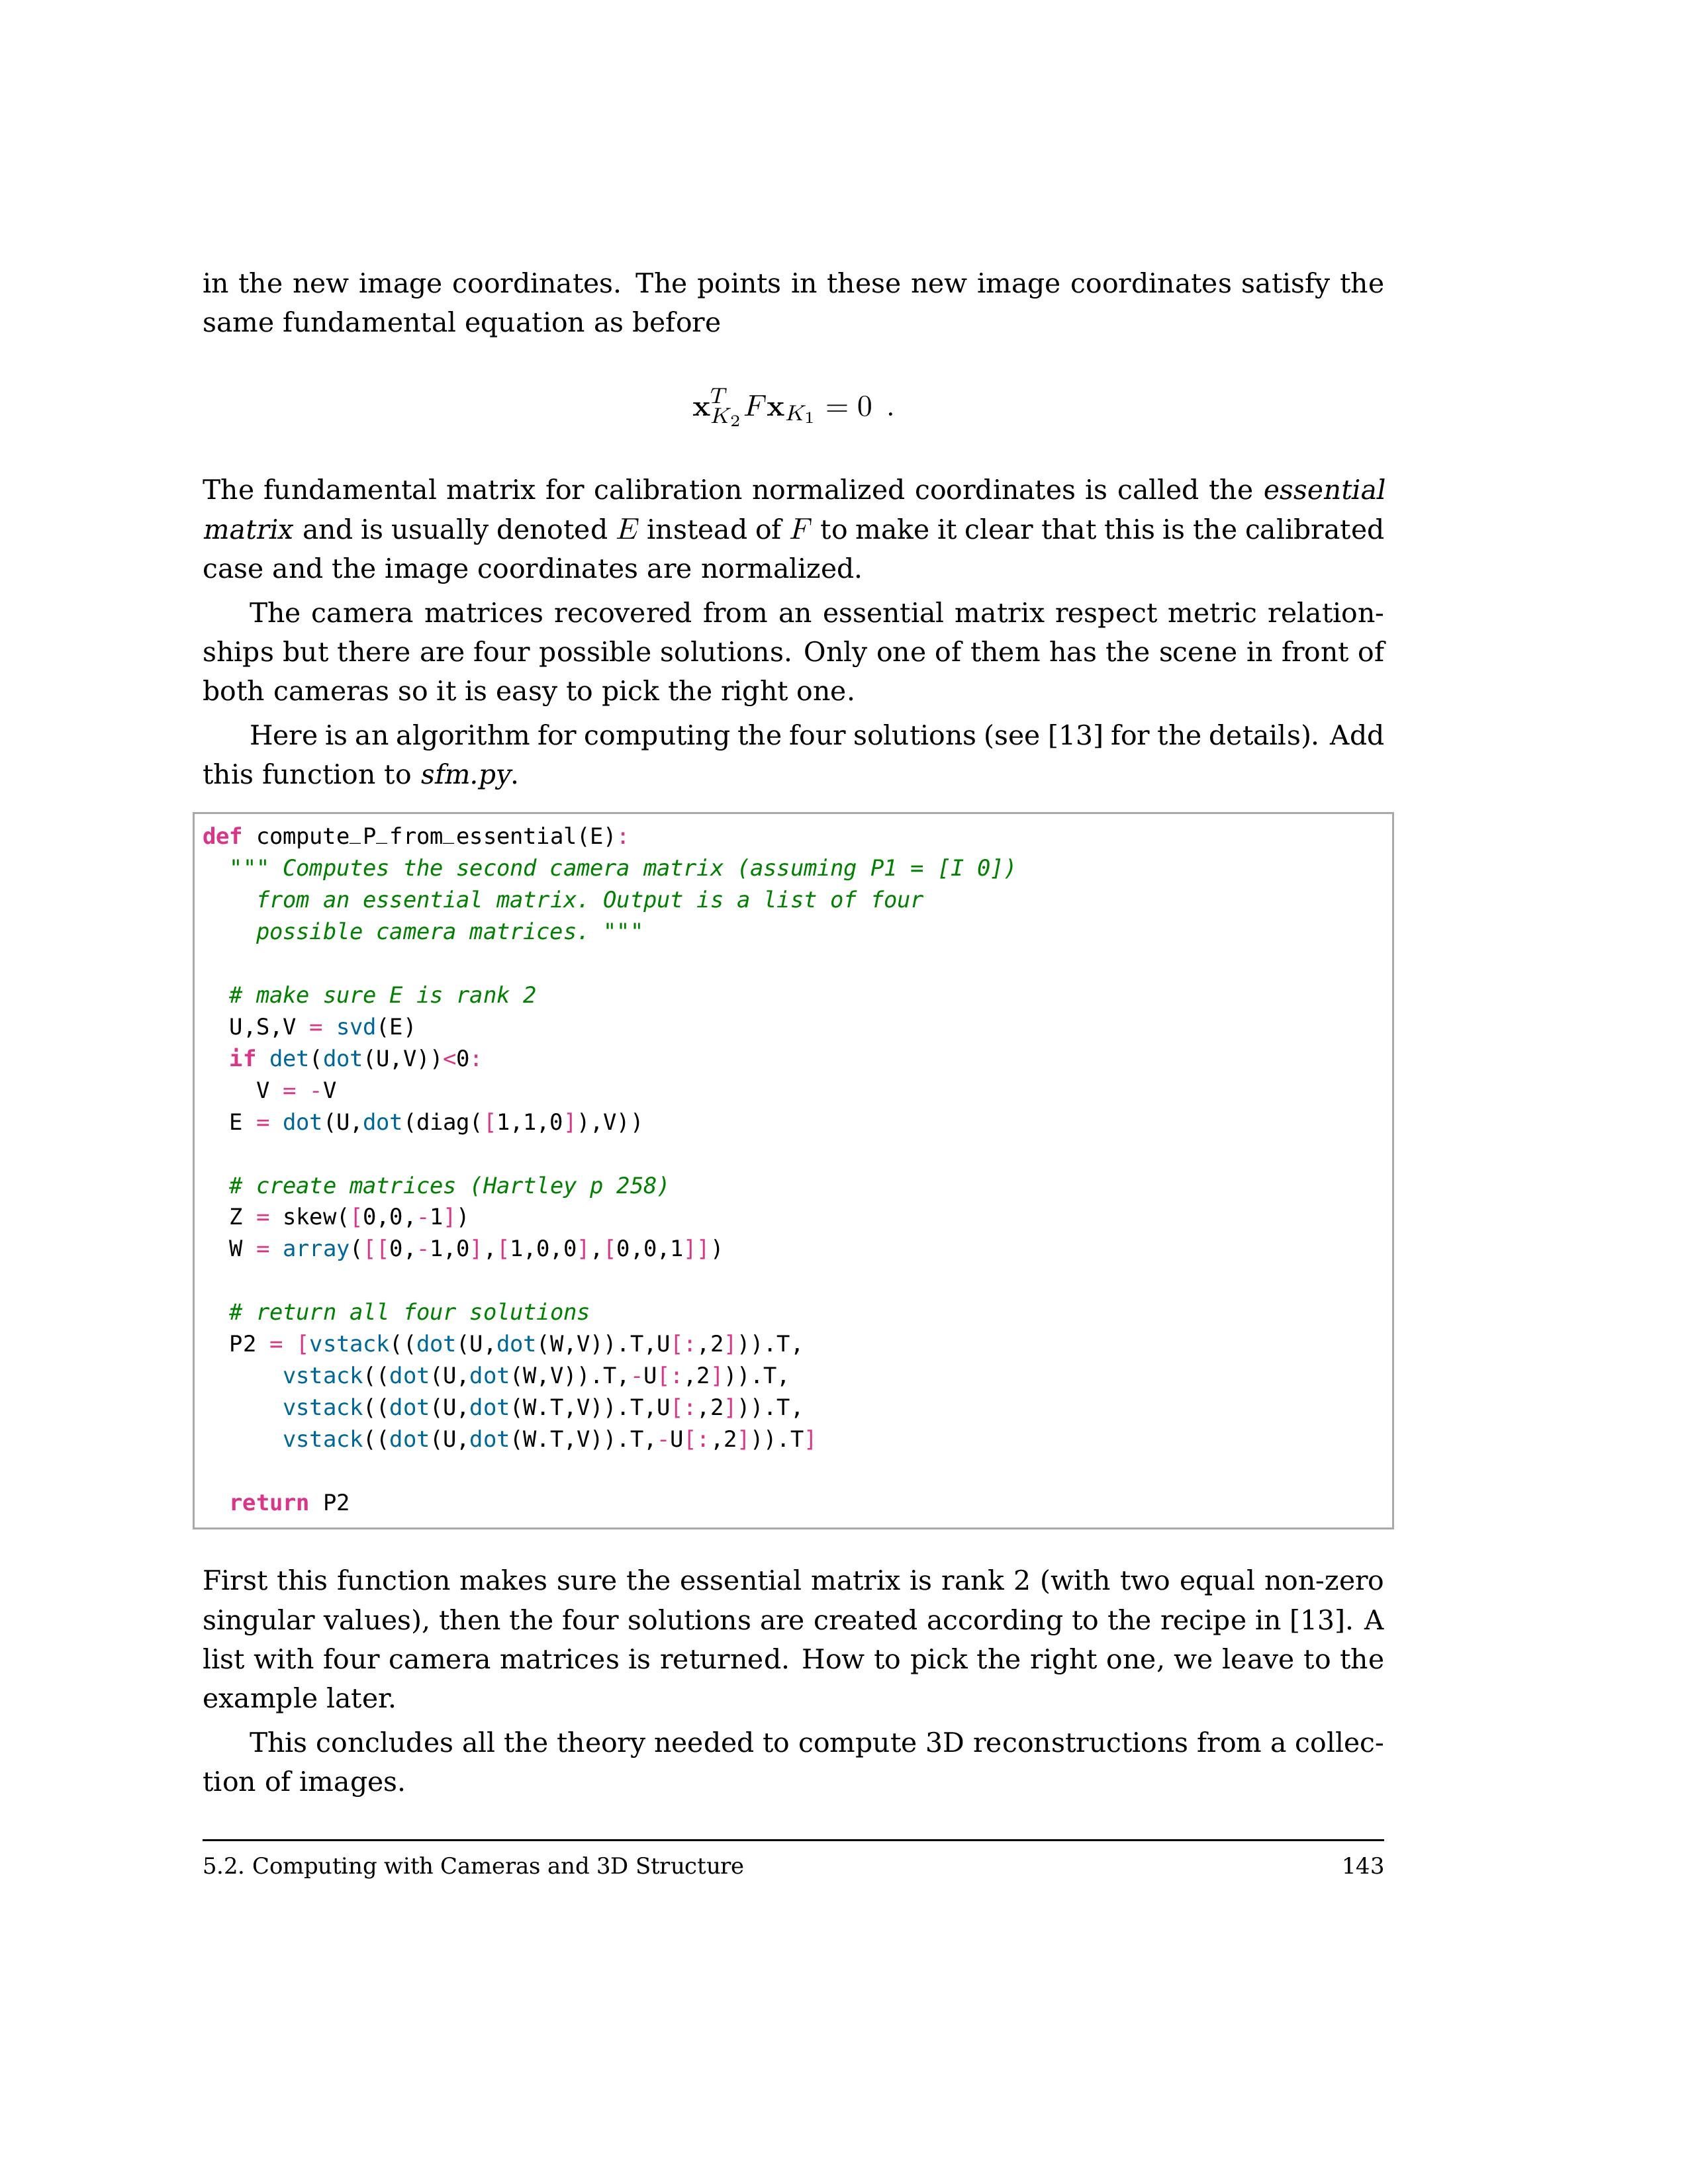 in the new image coordinates. The points in these new image coordinates satisfy the
same fundamental equation as before
$\mathbf{x}_{K_2}^T F \mathbf{x}_{K_1} = 0$ .
The fundamental matrix for calibration normalized coordinates is called the essential
matrix and is usually denoted E instead of F to make it clear that this is the calibrated
case and the image coordinates are normalized.
The camera matrices recovered from an essential matrix respect metric relation-
ships but there are four possible solutions. Only one of them has the scene in front of
both cameras so it is easy to pick the right one.
Here is an algorithm for computing the four solutions (see [13] for the details). Add
this function to sfm.py.
def compute_P_from_essential(E):
  """ Computes the second camera matrix (assuming P1 = [I 0])
    from an essential matrix. Output is a list of four
    possible camera matrices. """

  # make sure E is rank 2
  U,S,V = svd(E)
  if det(dot(U,V))<0:
    V = -V
  E = dot(U,dot(diag([1,1,0]),V))

  # create matrices (Hartley p 258)
  Z = skew([0,0,-1])
  W = array([[0,-1,0],[1,0,0],[0,0,1]])

  # return all four solutions
  P2 = [vstack((dot(U,dot(W,V)).T,U[:,2])).T,
      vstack((dot(U,dot(W,V)).T,-U[:,2])).T,
      vstack((dot(U,dot(W.T,V)).T,U[:,2])).T,
      vstack((dot(U,dot(W.T,V)).T,-U[:,2])).T]

  return P2
First this function makes sure the essential matrix is rank 2 (with two equal non-zero
singular values), then the four solutions are created according to the recipe in [13]. A
list with four camera matrices is returned. How to pick the right one, we leave to the
example later.
This concludes all the theory needed to compute 3D reconstructions from a collec-
tion of images.
5.2. Computing with Cameras and 3D Structure 143